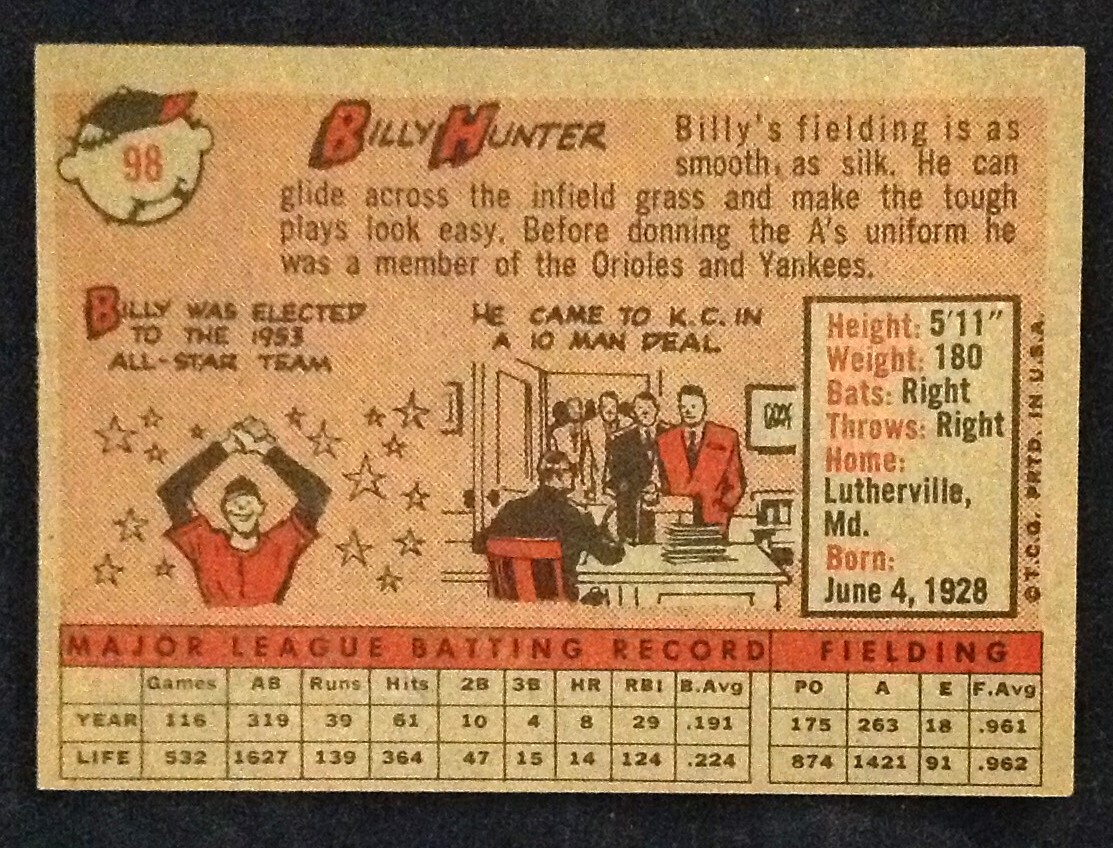 98
BILLY HUNTER
Billy's fielding is as
smooth as silk. He can
glide across the infield grass and make the tough
plays look easy. Before donning the A's uniform he
was a member of the Orioles and Yankees.
BILLY WAS ELECTED
TO THE 1953
ALL-STAR TEAM
HE CAME TO K.C. IN
A 10 MAN DEAL
Height: 5'11"
Weight: 180
Bats: Right
Throws: Right
Home:
Lutherville,
Md.
Born:
June 4, 1928
© T.C.G. PRTD. IN U.S.A.
MAJOR LEAGUE BATTING RECORD FIELDING
Games AB Runs Hits 2B 3B HR RBI B.Avg PO A E F.Avg
YEAR 116 319 39 61 10 4 8 29 .191 175 263 18 .961
LIFE 532 1627 139 364 47 15 14 124 .224 874 1421 91 .962